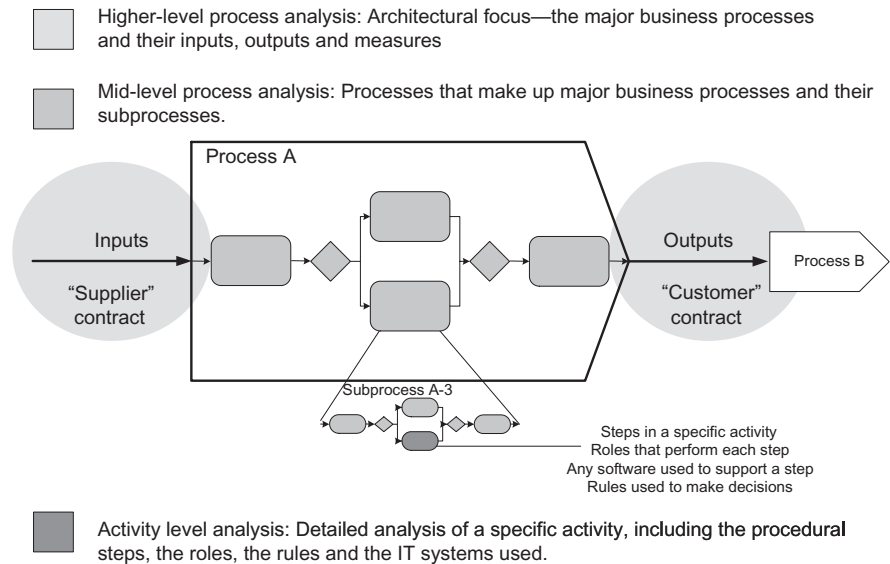 Higher-level process analysis: Architectural focus—the major business processes
and their inputs, outputs and measures
Mid-level process analysis: Processes that make up major business processes and their
subprocesses.
Process A
Inputs
“Supplier”
contract
Outputs
“Customer”
contract
Process B
Subprocess A-3
Steps in a specific activity
Roles that perform each step
Any software used to support a step
Rules used to make decisions
Activity level analysis: Detailed analysis of a specific activity, including the procedural
steps, the roles, the rules and the IT systems used.